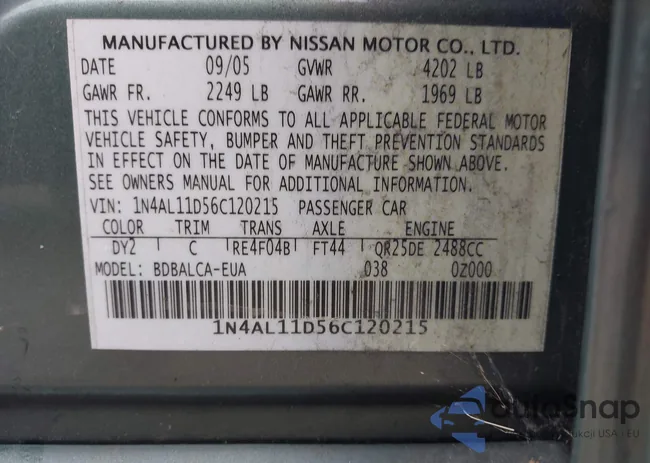 MANUFACTURED BY NISSAN MOTOR CO., LTD.
DATE 09/05 GVWR 4202 LB
GAWR FR. 2249 LB GAWR RR. 1969 LB
THIS VEHICLE CONFORMS TO ALL APPLICABLE FEDERAL MOTOR
VEHICLE SAFETY, BUMPER AND THEFT PREVENTION STANDARDS
IN EFFECT ON THE DATE OF MANUFACTURE SHOWN ABOVE.
SEE OWNERS MANUAL FOR ADDITIONAL INFORMATION.
VIN: 1N4AL11D56C120215 PASSENGER CAR
COLOR TRIM TRANS AXLE ENGINE
DY2 C RE4F04B FT44 QR25DE 2488CC
MODEL: BDBALCA-EUA 038 0Z000
1N4AL11D56C120215
AutoSnap
USA - EU